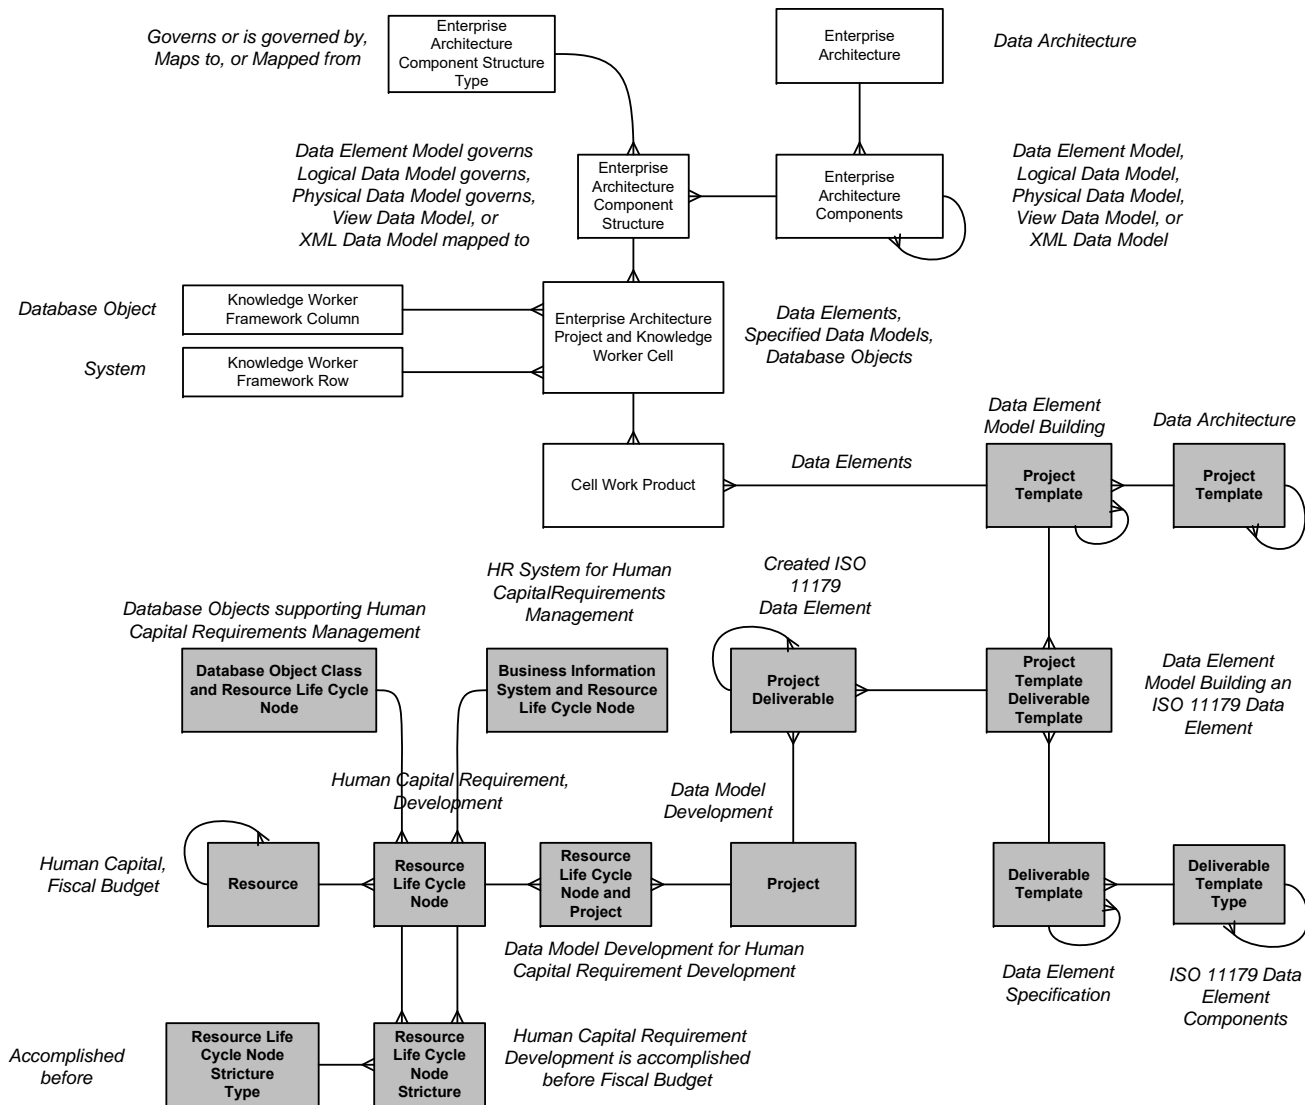 Governs or is governed by,
Maps to, or Mapped from
Enterprise
Architecture
Component Structure
Type
Enterprise
Architecture
Data Architecture
Data Element Model governs
Logical Data Model governs,
Physical Data Model governs,
View Data Model, or
XML Data Model mapped to
Enterprise
Architecture
Component
Structure
Enterprise
Architecture
Components
Data Element Model,
Logical Data Model,
Physical Data Model,
View Data Model, or
XML Data Model
Database Object
Knowledge Worker
Framework Column
System
Knowledge Worker
Framework Row
Enterprise Architecture
Project and Knowledge
Worker Cell
Data Elements,
Specified Data Models,
Database Objects
Cell Work Product
Data Elements
Data Element
Model Building
Project
Template
Data Architecture
Project
Template
Database Objects supporting Human
Capital Requirements Management
Database Object Class
and Resource Life Cycle
Node
HR System for Human
CapitalRequirements
Management
Business Information
System and Resource
Life Cycle Node
Created ISO
11179
Data Element
Project
Deliverable
Project
Template
Deliverable
Template
Data Element
Model Building an
ISO 11179 Data
Element
Human Capital Requirement,
Development
Data Model
Development
Human Capital,
Fiscal Budget
Resource
Resource
Life Cycle
Node
Resource
Life Cycle
Node and
Project
Project
Deliverable
Template
Deliverable
Template
Type
Data Model Development for Human
Capital Requirement Development
Data Element
Specification
ISO 11179 Data
Element
Components
Accomplished
before
Resource Life
Cycle Node
Stricture
Type
Resource
Life Cycle
Node
Stricture
Human Capital Requirement
Development is accomplished
before Fiscal Budget